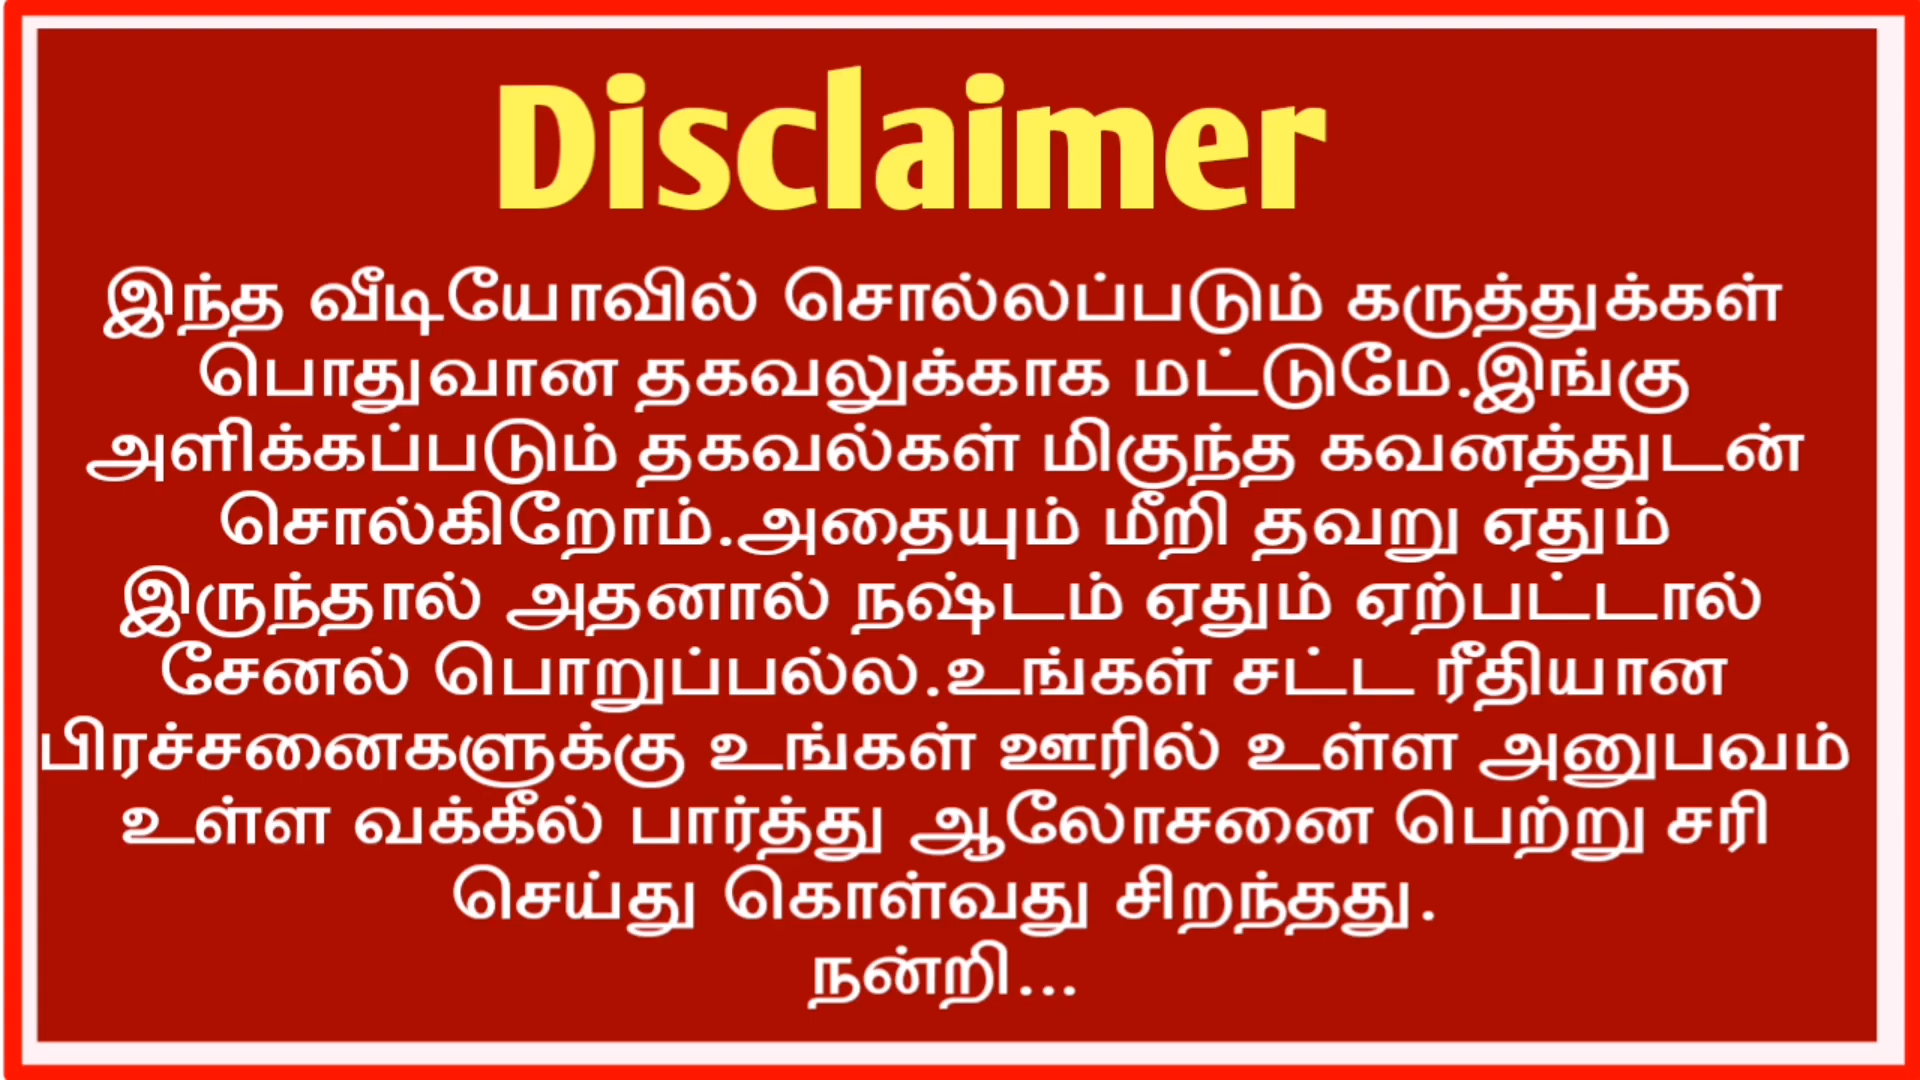 Disclaimer
இந்த வீடியோவில் சொல்லப்படும் கருத்துக்கள்
பொதுவான தகவலுக்காக மட்டுமே.இங்கு
அளிக்கப்படும் தகவல்கள் மிகுந்த கவனத்துடன்
சொல்கிறோம்.அதையும் மீறி தவறு ஏதும்
இருந்தால் அதனால் நஷ்டம் ஏதும் ஏற்பட்டால்
சேனல் பொறுப்பல்ல.உங்கள் சட்ட ரீதியான
பிரச்சனைகளுக்கு உங்கள் ஊரில் உள்ள அனுபவம்
உள்ள வக்கீல் பார்த்து ஆலோசனை பெற்று சரி
செய்து கொள்வது சிறந்தது.
நன்றி...